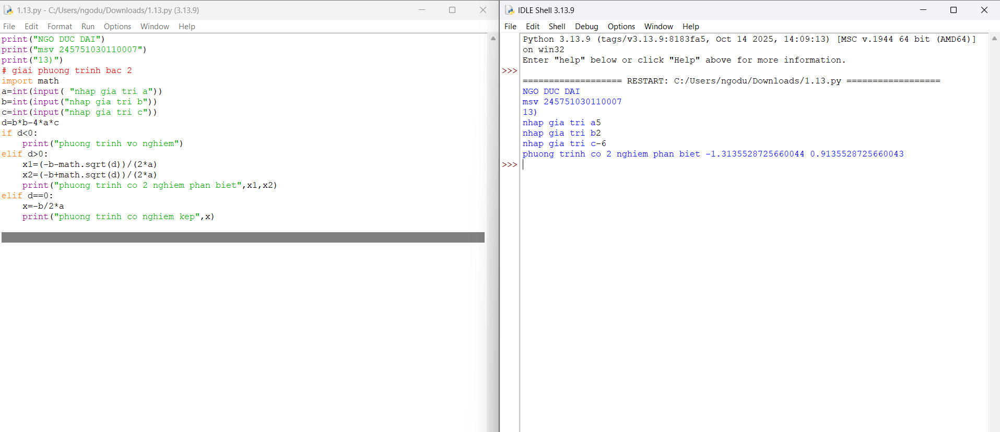 1.13.py - C:/Users/ngodu/Downloads/1.13.py (3.13.9)
File Edit Format Run Options Window Help
print("NGO DUC DAI")
print("msv 245751030110007")
print("13)")
# giai phuong trinh bac 2
import math
a=int(input( "nhap gia tri a"))
b=int(input("nhap gia tri b"))
c=int(input("nhap gia tri c"))
d=b*b-4*a*c
if d<0:
    print("phuong trinh vo nghiem")
elif d>0:
    x1=(-b-math.sqrt(d))/(2*a)
    x2=(-b+math.sqrt(d))/(2*a)
    print("phuong trinh co 2 nghiem phan biet",x1,x2)
elif d==0:
    x=-b/2*a
    print("phuong trinh co nghiem kep",x)
IDLE Shell 3.13.9
File Edit Shell Debug Options Window Help
Python 3.13.9 (tags/v3.13.9:8183fa5, Oct 14 2025, 14:09:13) [MSC v.1944 64 bit (AMD64)]
on win32
Enter "help" below or click "Help" above for more information.
>>>
=================== RESTART: C:/Users/ngodu/Downloads/1.13.py ==================
NGO DUC DAI
msv 245751030110007
13)
nhap gia tri a5
nhap gia tri b2
nhap gia tri c-6
phuong trinh co 2 nghiem phan biet -1.3135528725660044 0.9135528725660043
>>>